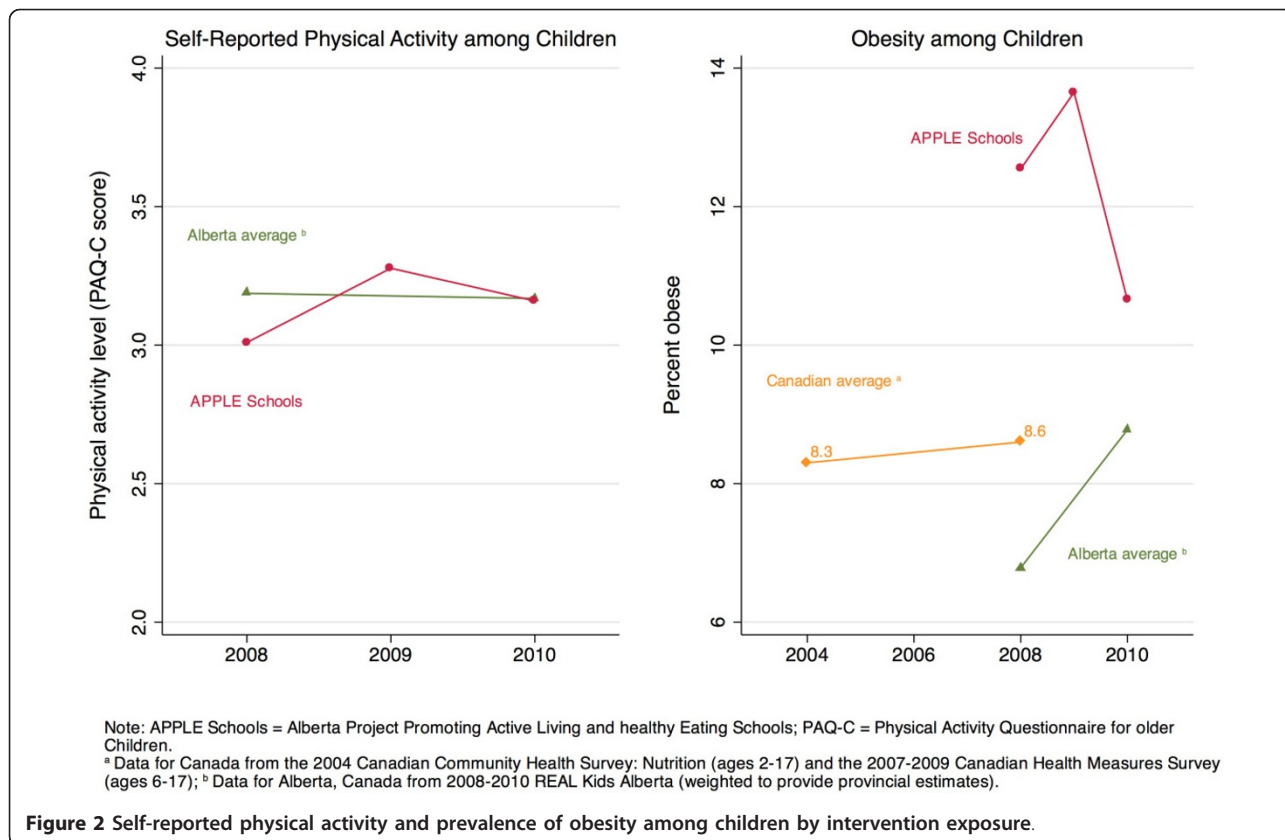 Self-Reported Physical Activity among Children
Physical activity level (PAQ-C score)
4.0
3.5
3.0
2.5
2.0
Alberta average ᵇ
APPLE Schools
2008 2009 2010
Obesity among Children
Percent obese
14
12
10
8
6
APPLE Schools
Canadian average ᵃ
8.3
8.6
Alberta average ᵇ
2004 2006 2008 2010
Note: APPLE Schools = Alberta Project Promoting Active Living and healthy Eating Schools; PAQ-C = Physical Activity Questionnaire for older
Children.
ᵃ Data for Canada from the 2004 Canadian Community Health Survey: Nutrition (ages 2-17) and the 2007-2009 Canadian Health Measures Survey
(ages 6-17); ᵇ Data for Alberta, Canada from 2008-2010 REAL Kids Alberta (weighted to provide provincial estimates).
Figure 2 Self-reported physical activity and prevalence of obesity among children by intervention exposure.